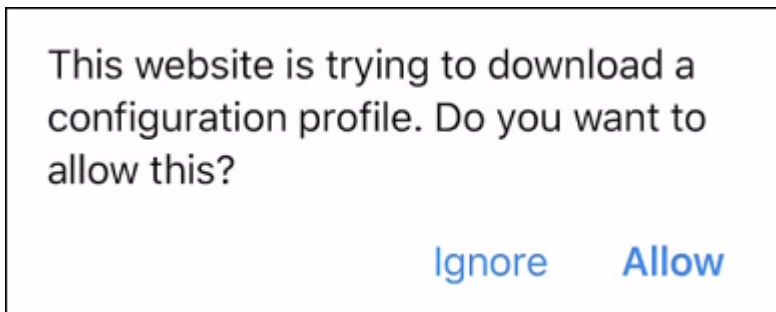 This website is trying to download a
configuration profile. Do you want to
allow this?
Ignore Allow